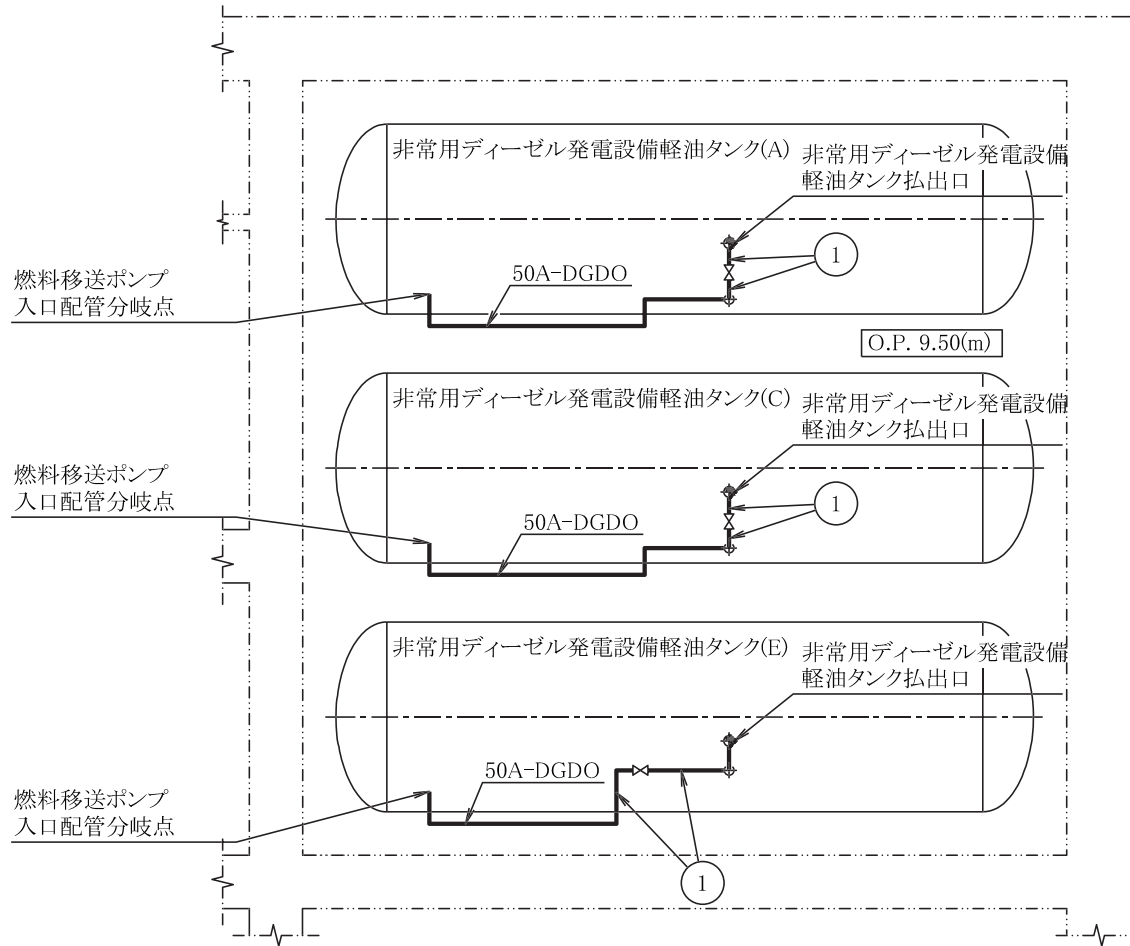 非常用ディーゼル発電設備軽油タンク(A)
非常用ディーゼル発電設備
軽油タンク払出口
1
燃料移送ポンプ
入口配管分岐点
50A-DGDO
O.P. 9.50(m)
非常用ディーゼル発電設備軽油タンク(C)
非常用ディーゼル発電設備
軽油タンク払出口
燃料移送ポンプ
入口配管分岐点
1
50A-DGDO
非常用ディーゼル発電設備軽油タンク(E)
非常用ディーゼル発電設備
軽油タンク払出口
50A-DGDO
燃料移送ポンプ
入口配管分岐点
1